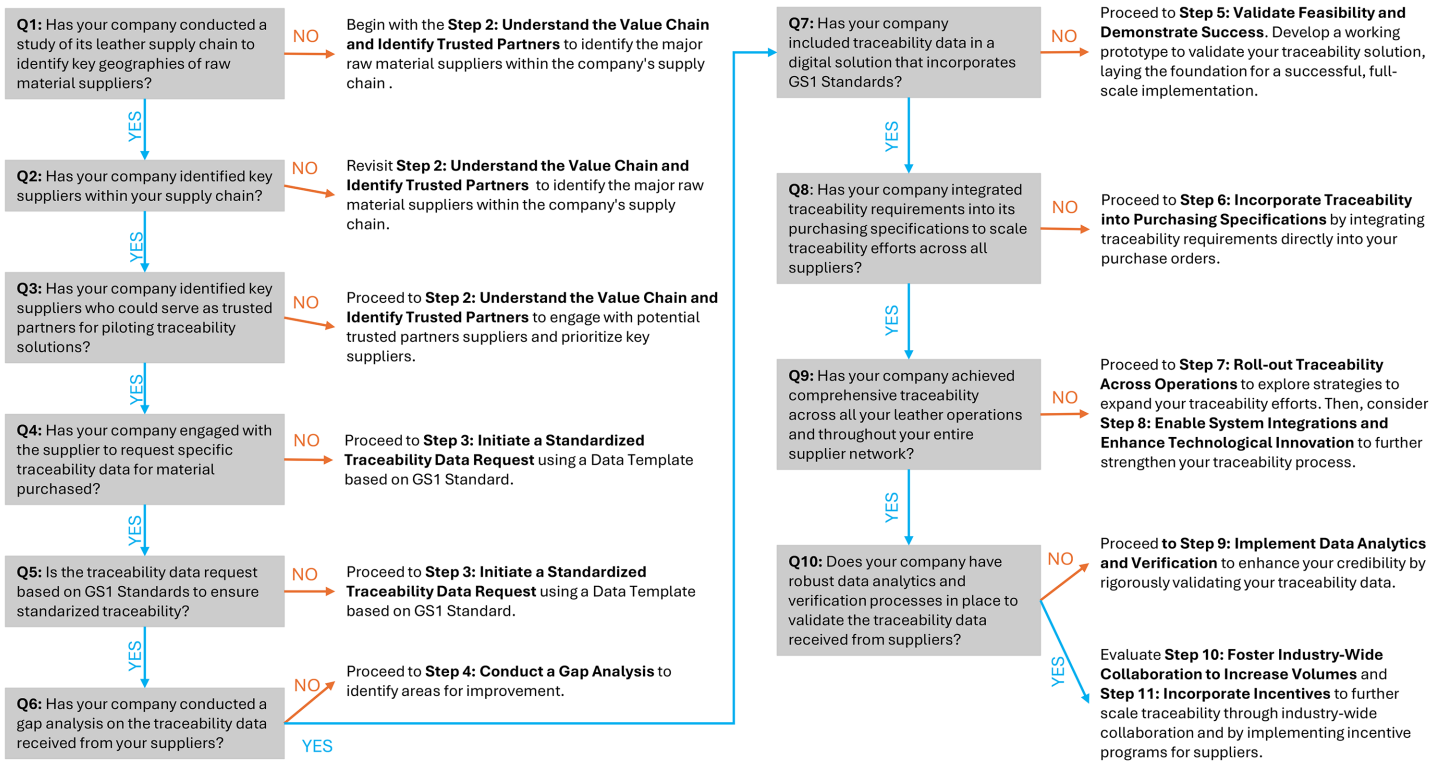 Q1: Has your company conducted a
study of its leather supply chain to
identify key geographies of raw
material suppliers?
NO
Begin with the Step 2: Understand the Value Chain
and Identify Trusted Partners to identify the major
raw material suppliers within the company's supply
chain .
YES
Q2: Has your company identified key
suppliers within your supply chain?
NO
Revisit Step 2: Understand the Value Chain and
Identify Trusted Partners to identify the major raw
material suppliers within the company's supply
chain.
YES
Q3: Has your company identified key
suppliers who could serve as trusted
partners for piloting traceability
solutions?
NO
Proceed to Step 2: Understand the Value Chain and
Identify Trusted Partners to engage with potential
trusted partners suppliers and prioritize key
suppliers.
YES
Q4: Has your company engaged with
the supplier to request specific
traceability data for material
purchased?
NO
Proceed to Step 3: Initiate a Standardized
Traceability Data Request using a Data Template
based on GS1 Standard.
YES
Q5: Is the traceability data request
based on GS1 Standards to ensure
standarized traceability?
NO
Proceed to Step 3: Initiate a Standardized
Traceability Data Request using a Data Template
based on GS1 Standard.
YES
Q6: Has your company conducted a
gap analysis on the traceability data
received from your suppliers?
NO
Proceed to Step 4: Conduct a Gap Analysis to
identify areas for improvement.
YES
Q7: Has your company
included traceability data in a
digital solution that incorporates
GS1 Standards?
NO
Proceed to Step 5: Validate Feasibility and
Demonstrate Success. Develop a working
prototype to validate your traceability solution,
laying the foundation for a successful, full-
scale implementation.
YES
Q8: Has your company integrated
traceability requirements into its
purchasing specifications to scale
traceability efforts across all
suppliers?
NO
Proceed to Step 6: Incorporate Traceability
into Purchasing Specifications by integrating
traceability requirements directly into your
purchase orders.
YES
Q9: Has your company achieved
comprehensive traceability
across all your leather operations
and throughout your entire
supplier network?
NO
Proceed to Step 7: Roll-out Traceability
Across Operations to explore strategies to
expand your traceability efforts. Then, consider
Step 8: Enable System Integrations and
Enhance Technological Innovation to further
strengthen your traceability process.
YES
Q10: Does your company have
robust data analytics and
verification processes in place to
validate the traceability data
received from suppliers?
NO
Proceed to Step 9: Implement Data Analytics
and Verification to enhance your credibility by
rigorously validating your traceability data.
YES
Evaluate Step 10: Foster Industry-Wide
Collaboration to Increase Volumes and
Step 11: Incorporate Incentives to further
scale traceability through industry-wide
collaboration and by implementing incentive
programs for suppliers.